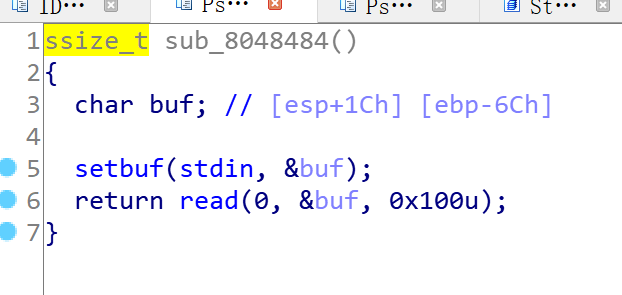 ID… Ps… Ps… St…
1 ssize_t sub_8048484()
2 {
3 char buf; // [esp+1Ch] [ebp-6Ch]
4
5 setbuf(stdin, &buf);
6 return read(0, &buf, 0x100u);
7 }